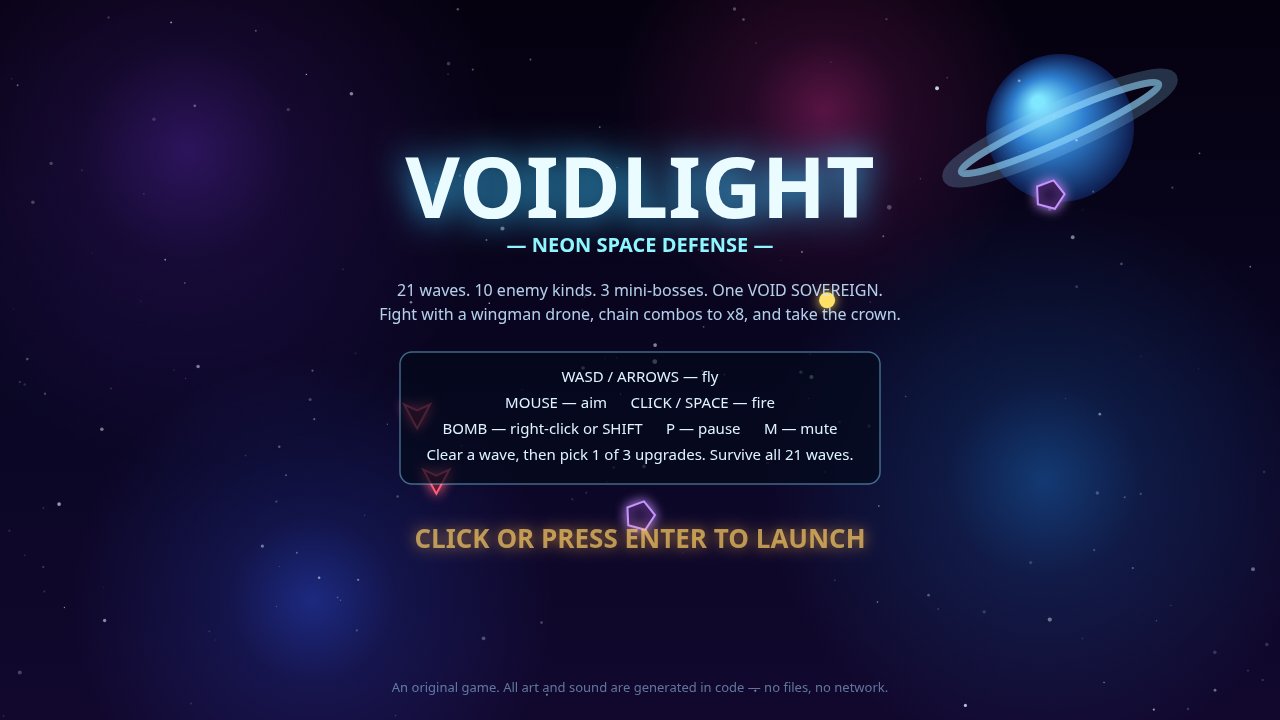 VOIDLIGHT
— NEON SPACE DEFENSE —
21 waves. 10 enemy kinds. 3 mini-bosses. One VOID SOVEREIGN.
Fight with a wingman drone, chain combos to x8, and take the crown.
WASD / ARROWS — fly
MOUSE — aim CLICK / SPACE — fire
BOMB — right-click or SHIFT P — pause M — mute
Clear a wave, then pick 1 of 3 upgrades. Survive all 21 waves.
CLICK OR PRESS ENTER TO LAUNCH
An original game. All art and sound are generated in code — no files, no network.